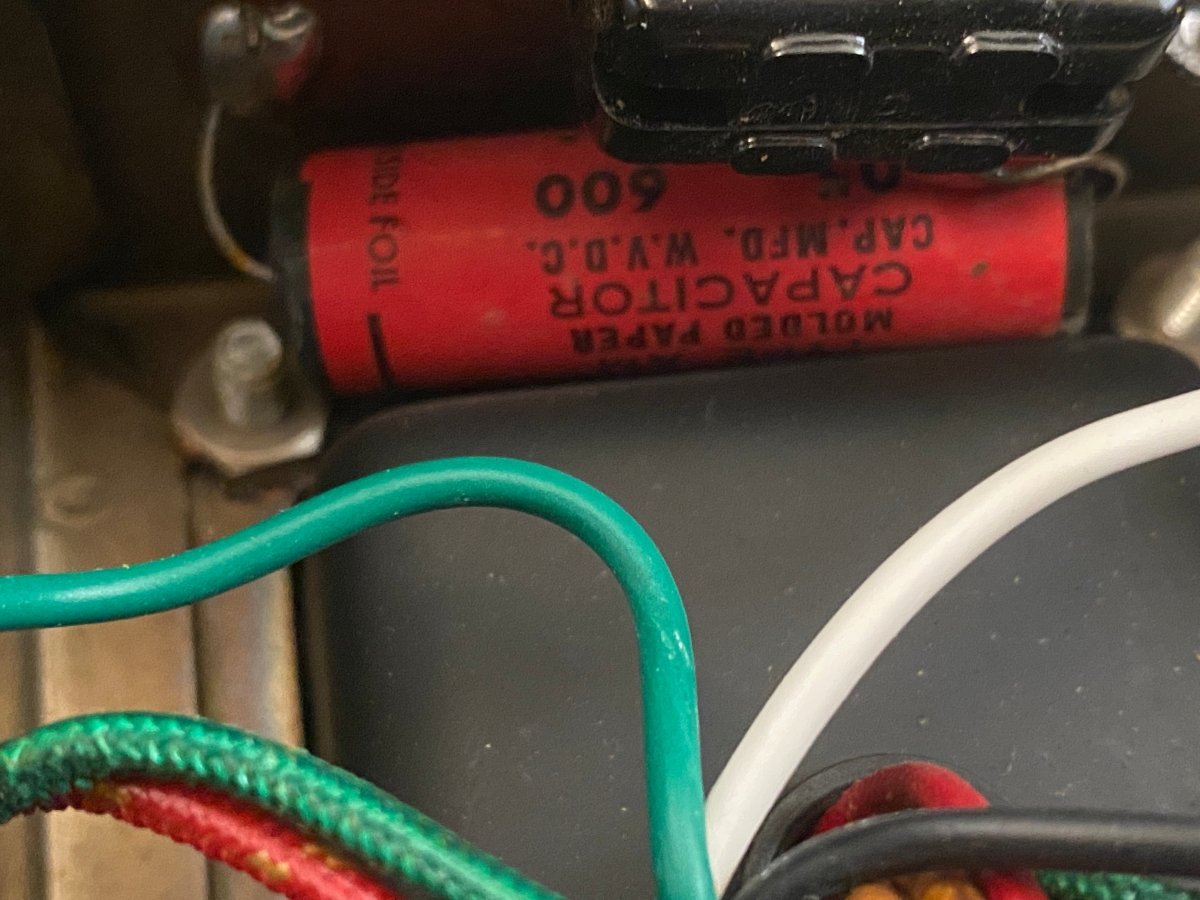 MOLDED PAPER
CAPACITOR
CAP. MFD. W.V.D.C.
600
SIDE FOIL